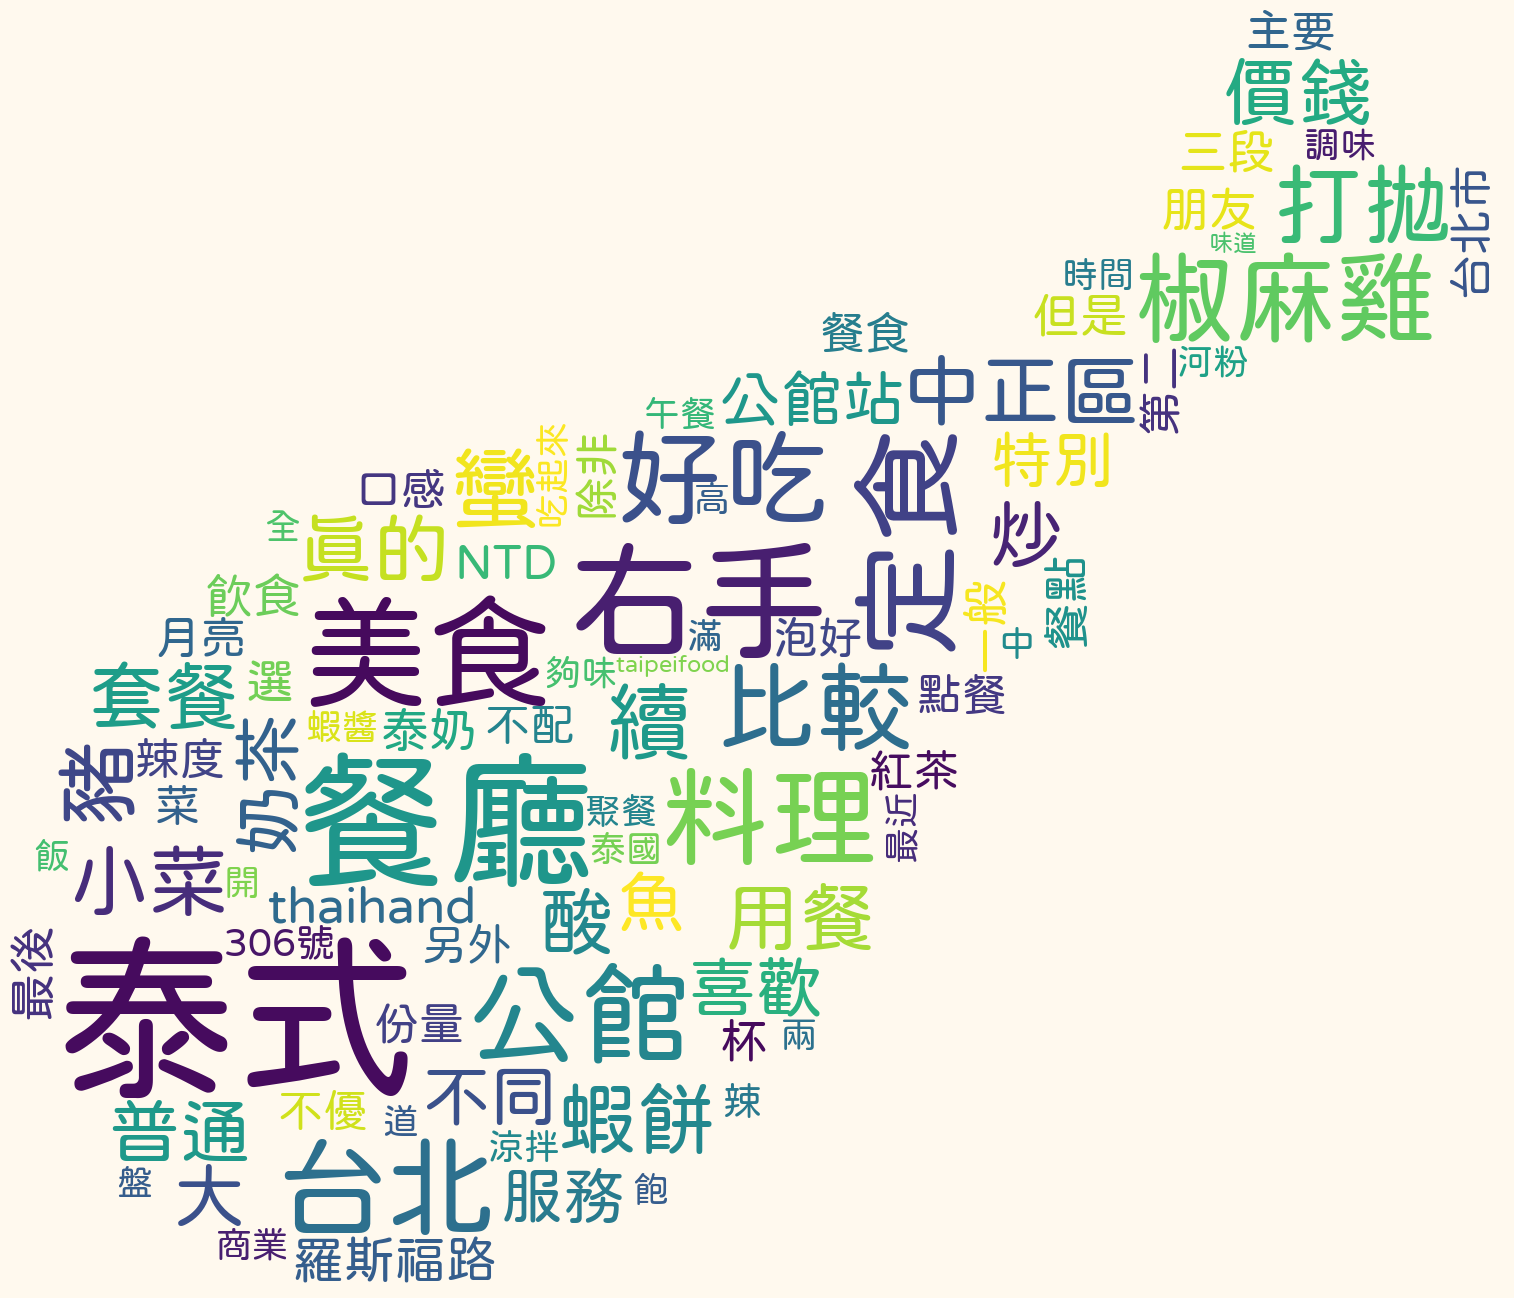 主要
價錢
三段
調味
朋友
打拋
台北市
味道
時間
椒麻雞
但是
餐食
河粉
第二
公館站
中正區
午餐
吃起來
除非
好吃
高
定食
特別
口感
蠻
炒
全
真的
NTD
右手
餐點
飲食
美食
一般
月亮
滿
泡好
中
套餐
選
夠味
taipeifood
比較
點餐
續
蝦醬
泰奶
不配
奶茶
豬
辣度
菜
餐廳
料理
紅茶
聚餐
最近
泰國
飯
小菜
開
thaihand
酸
魚
用餐
306號
另外
最後
泰式
份量
公館
喜歡
杯
兩
普通
不優
道
不同
蝦餅
辣
盤
大
台北
涼拌
服務
飽
商業
羅斯福路